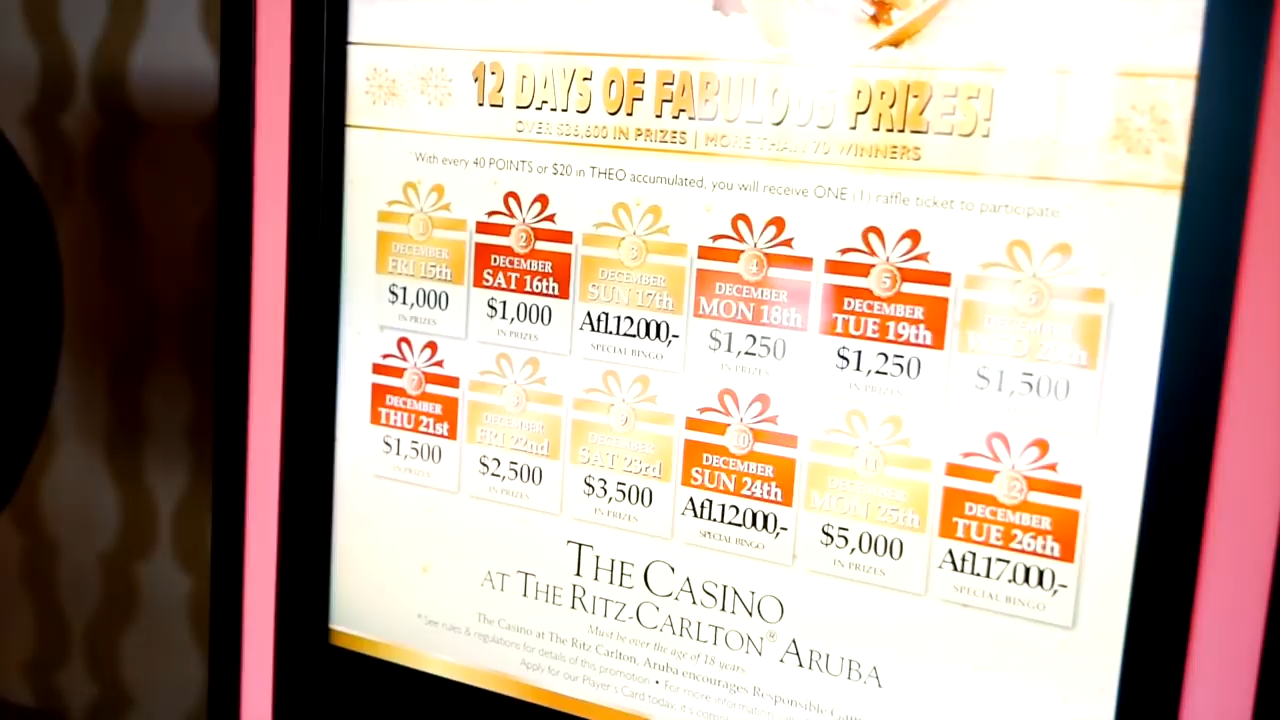 12 DAYS OF FABULOUS PRIZES!
OVER $36,600 IN PRIZES | MORE THAN 70 WINNERS
With every 40 POINTS or $20 in THEO accumulated, you will receive ONE (1) raffle ticket to participate
1 2 3 4 5 6
DECEMBER DECEMBER DECEMBER DECEMBER DECEMBER DECEMBER
FRI 15th SAT 16th SUN 17th MON 18th TUE 19th WED 20th
$1,000 $1,000 Afl.12.000,- $1,250 $1,250 $1,500
IN PRIZES IN PRIZES SPECIAL BINGO IN PRIZES IN PRIZES
7 8 9 10 11 12
DECEMBER DECEMBER DECEMBER DECEMBER DECEMBER DECEMBER
THU 21st FRI 22nd SAT 23rd SUN 24th MON 25th TUE 26th
$1,500 $2,500 $3,500 Afl.12.000,- $5,000 Afl.17.000,-
IN PRIZES IN PRIZES IN PRIZES SPECIAL BINGO IN PRIZES SPECIAL BINGO
THE CASINO
AT THE RITZ-CARLTON® ARUBA
Must be over the age of 18 years
The Casino at The Ritz Carlton, Aruba encourages Responsible
*See rules & regulations for details of this promotion • For more information
Apply for our Player's Card today, it's